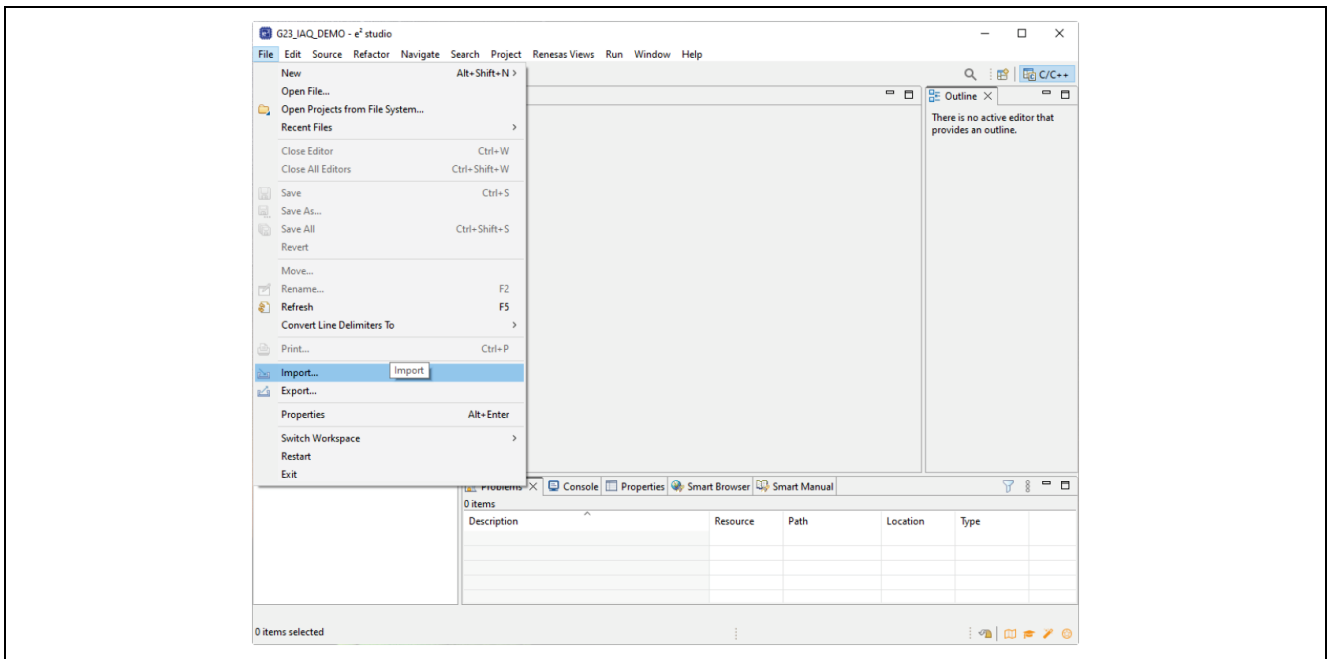 G23_IAQ_DEMO - e² studio
File Edit Source Refactor Navigate Search Project Renesas Views Run Window Help
New Alt+Shift+N >
Open File...
Open Projects from File System...
Recent Files >
Close Editor Ctrl+W
Close All Editors Ctrl+Shift+W
Save Ctrl+S
Save As...
Save All Ctrl+Shift+S
Revert
Move...
Rename... F2
Refresh F5
Convert Line Delimiters To >
Print... Ctrl+P
Import... Import
Export...
Properties Alt+Enter
Switch Workspace >
Restart
Exit
C/C++
Outline
There is no active editor that
provides an outline.
Problems Console Properties Smart Browser Smart Manual
0 items
Description Resource Path Location Type
0 items selected